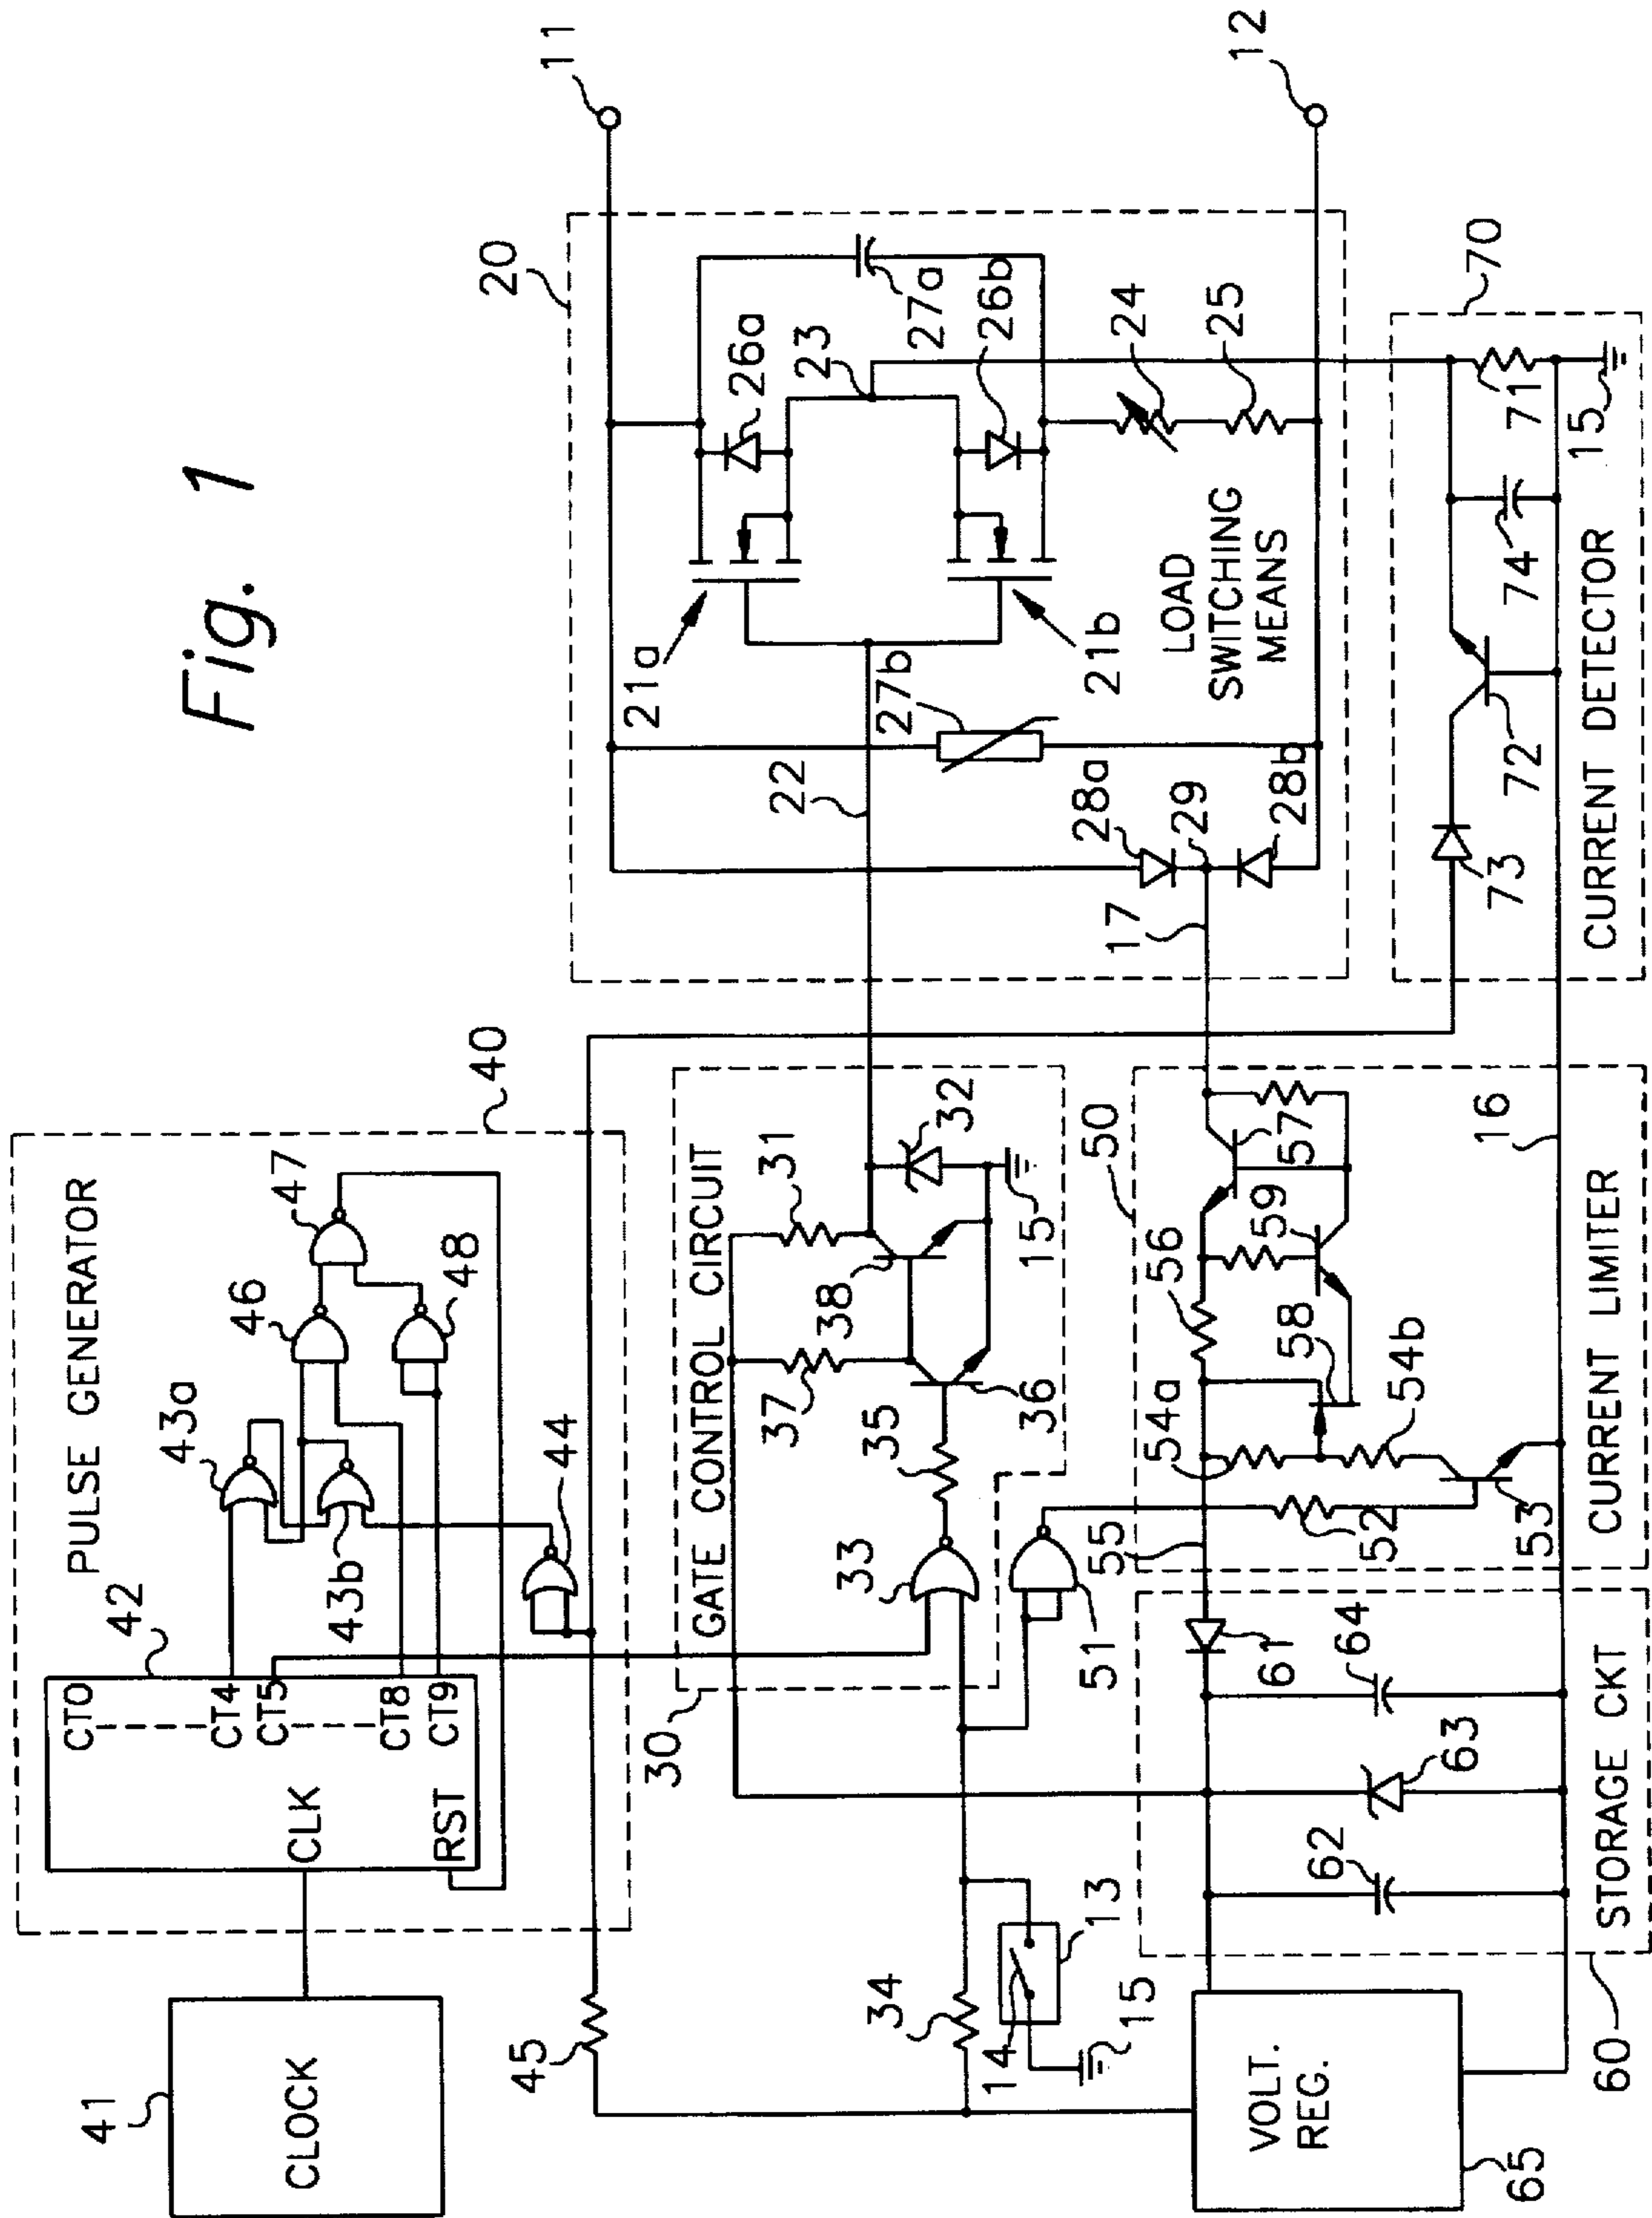 Fig. 1
11
12
20
21a
21b
22
23
24
25
26a
26b
27a
27b
28a
28b
29
17
LOAD
SWITCHING
MEANS
70
71
72
73
74
15
CURRENT DETECTOR
40
PULSE GENERATOR
41
CLOCK
42
CT0
CT4
CT5
CT8
CT9
CLK
RST
43a
43b
44
45
46
47
48
30
GATE CONTROL CIRCUIT
31
32
33
34
35
36
37
38
15
13
14
15
50
CURRENT LIMITER
51
52
53
54a
54b
55
56
57
58
59
16
60
STORAGE CKT
61
62
63
64
65
VOLT.
REG.